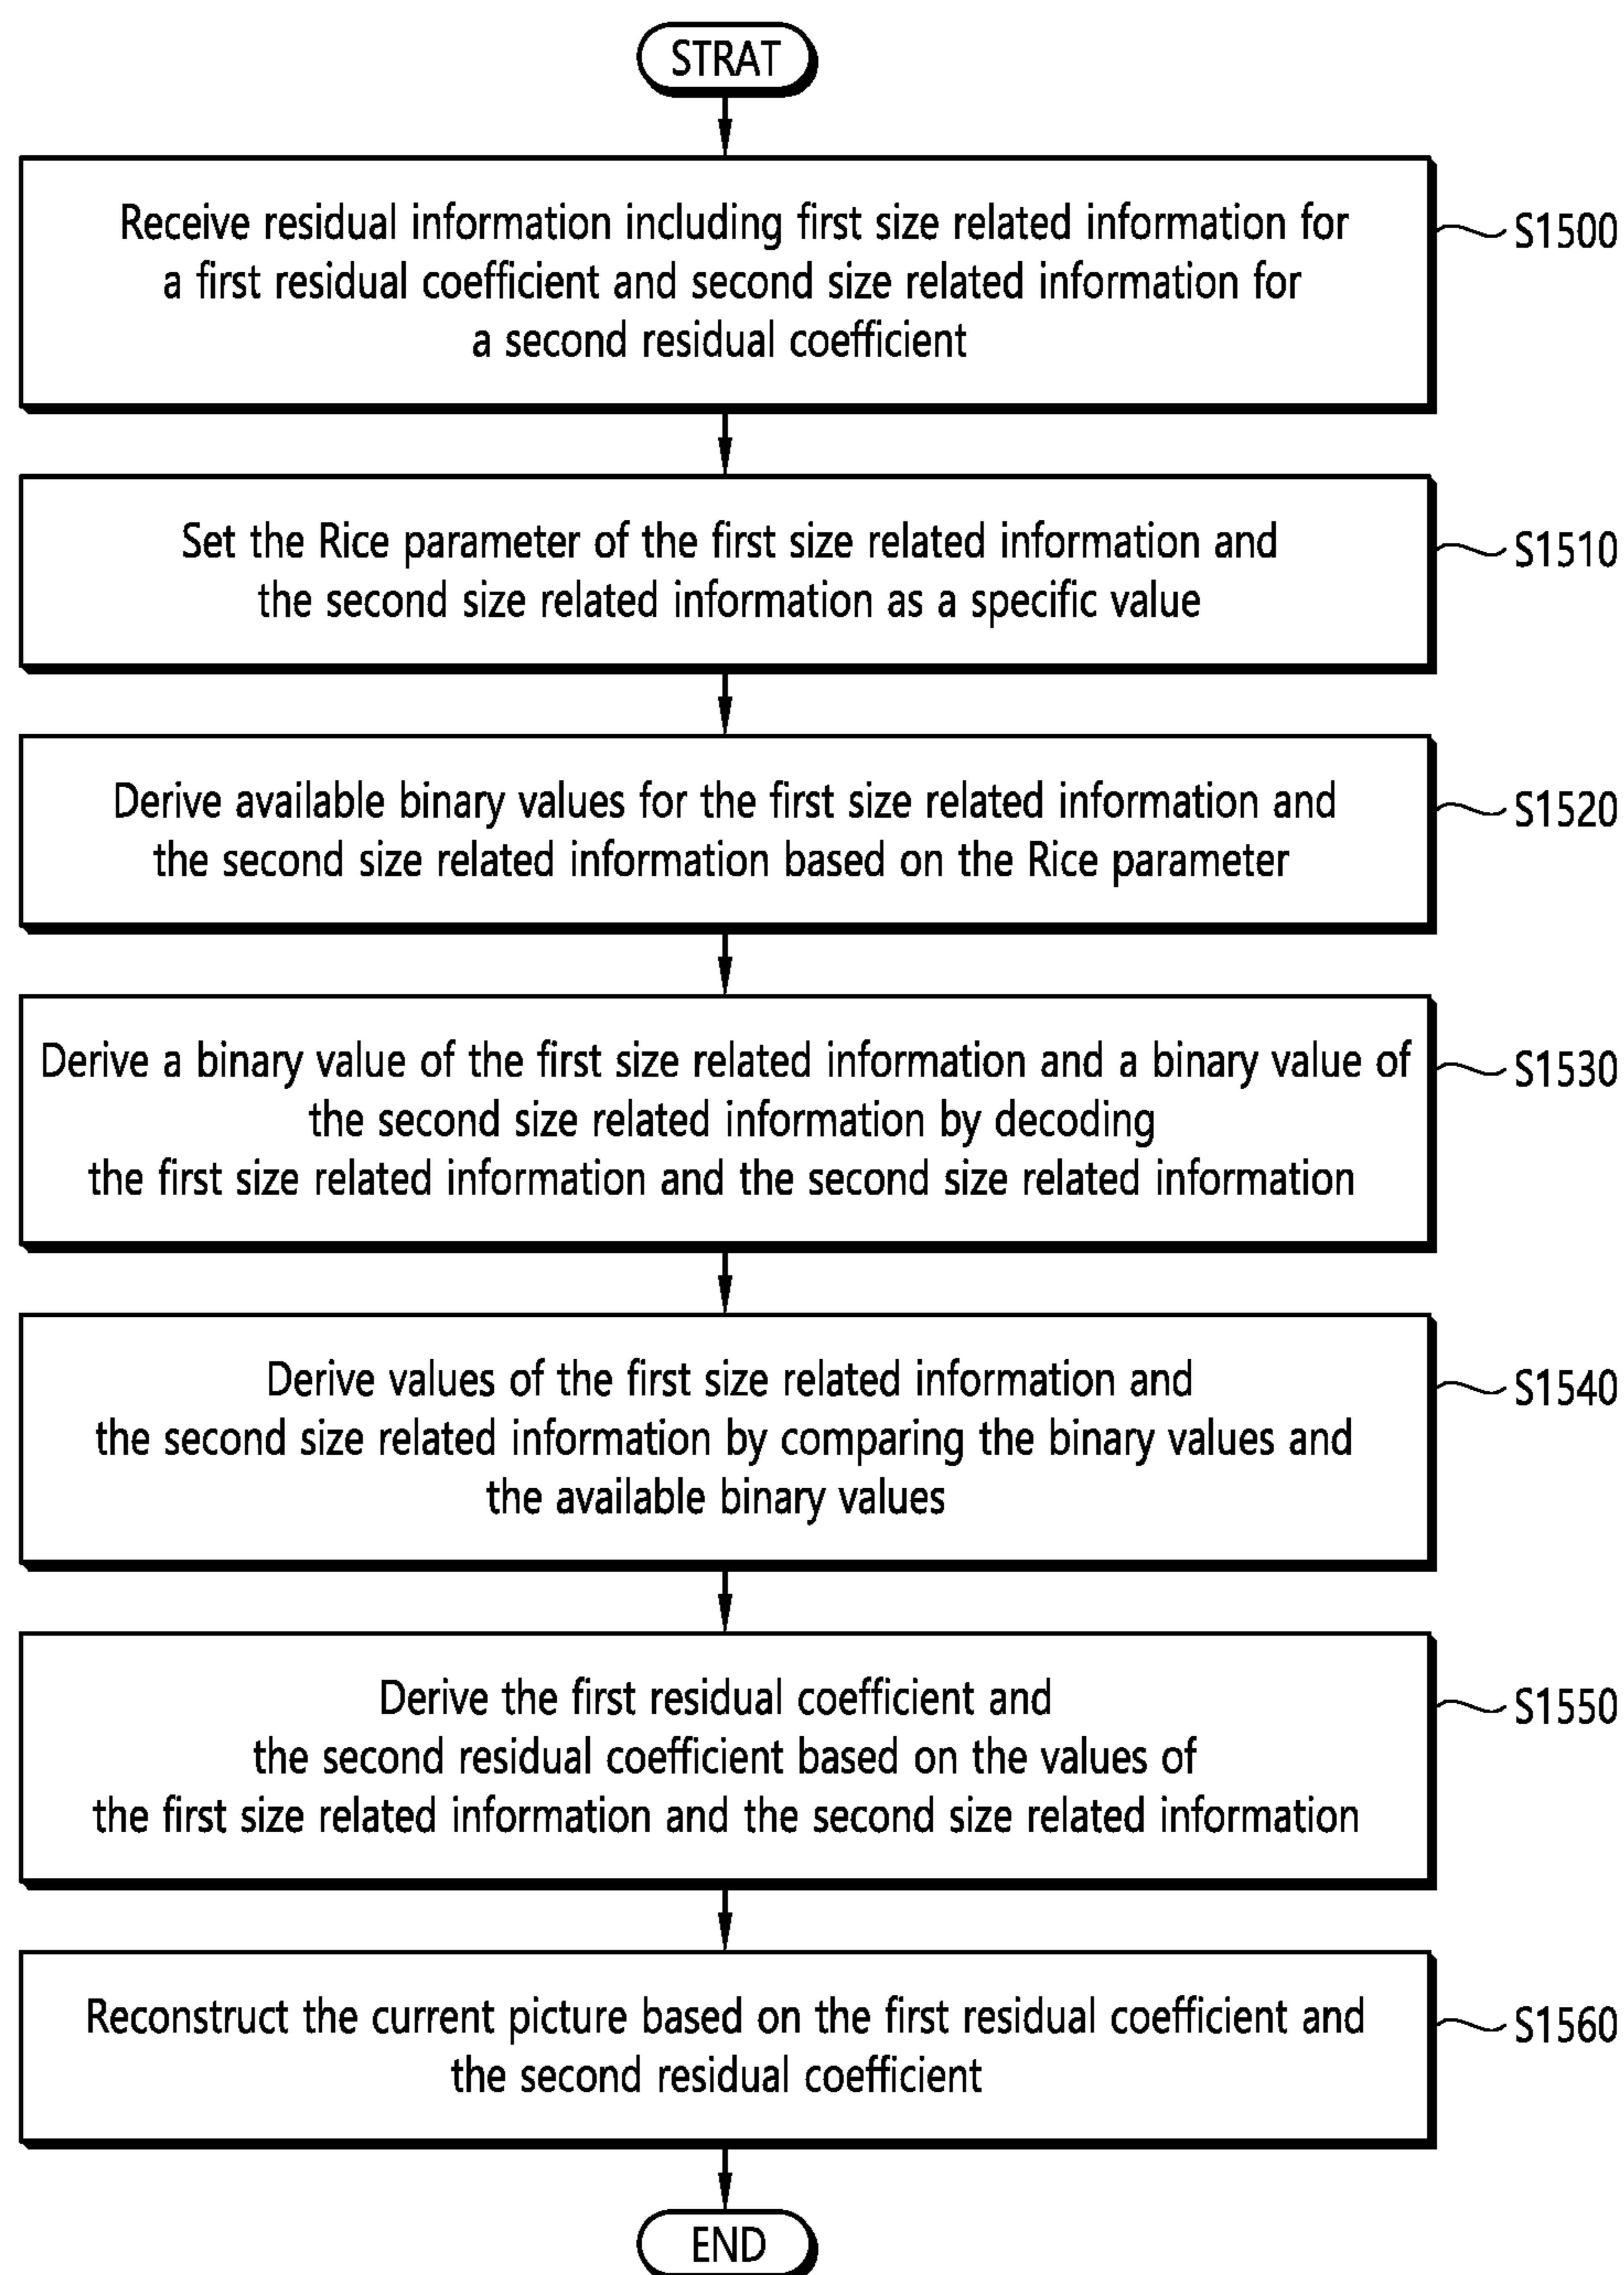 STRAT
Receive residual information including first size related information for
a first residual coefficient and second size related information for
a second residual coefficient
S1500
Set the Rice parameter of the first size related information and
the second size related information as a specific value
S1510
Derive available binary values for the first size related information and
the second size related information based on the Rice parameter
S1520
Derive a binary value of the first size related information and a binary value of
the second size related information by decoding
the first size related information and the second size related information
S1530
Derive values of the first size related information and
the second size related information by comparing the binary values and
the available binary values
S1540
Derive the first residual coefficient and
the second residual coefficient based on the values of
the first size related information and the second size related information
S1550
Reconstruct the current picture based on the first residual coefficient and
the second residual coefficient
S1560
END